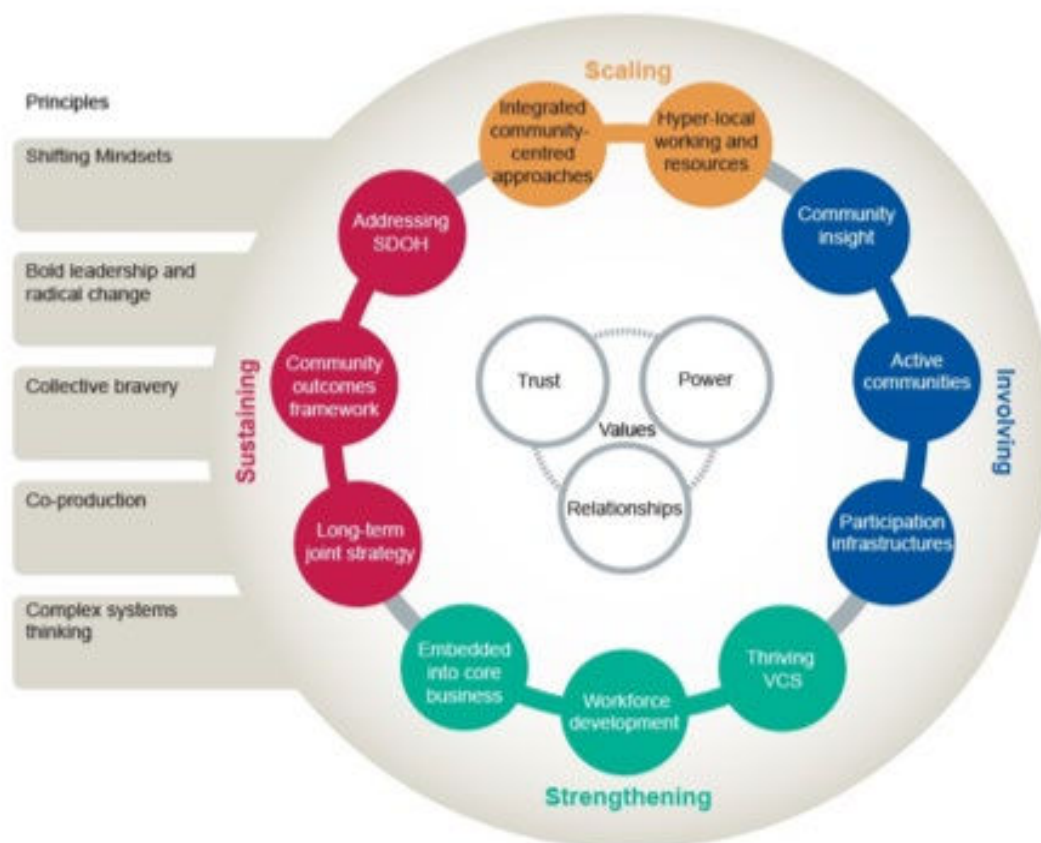 Principles
Shifting Mindsets
Bold leadership and
radical change
Collective bravery
Co-production
Complex systems
thinking
Scaling
Integrated
community-
centred
approaches
Hyper-local
working and
resources
Involving
Community
insight
Active
communities
Participation
infrastructures
Strengthening
Thriving
VCS
Workforce
development
Embedded
into core
business
Sustaining
Long-term
joint strategy
Community
outcomes
framework
Addressing
SDOH
Trust
Power
Values
Relationships